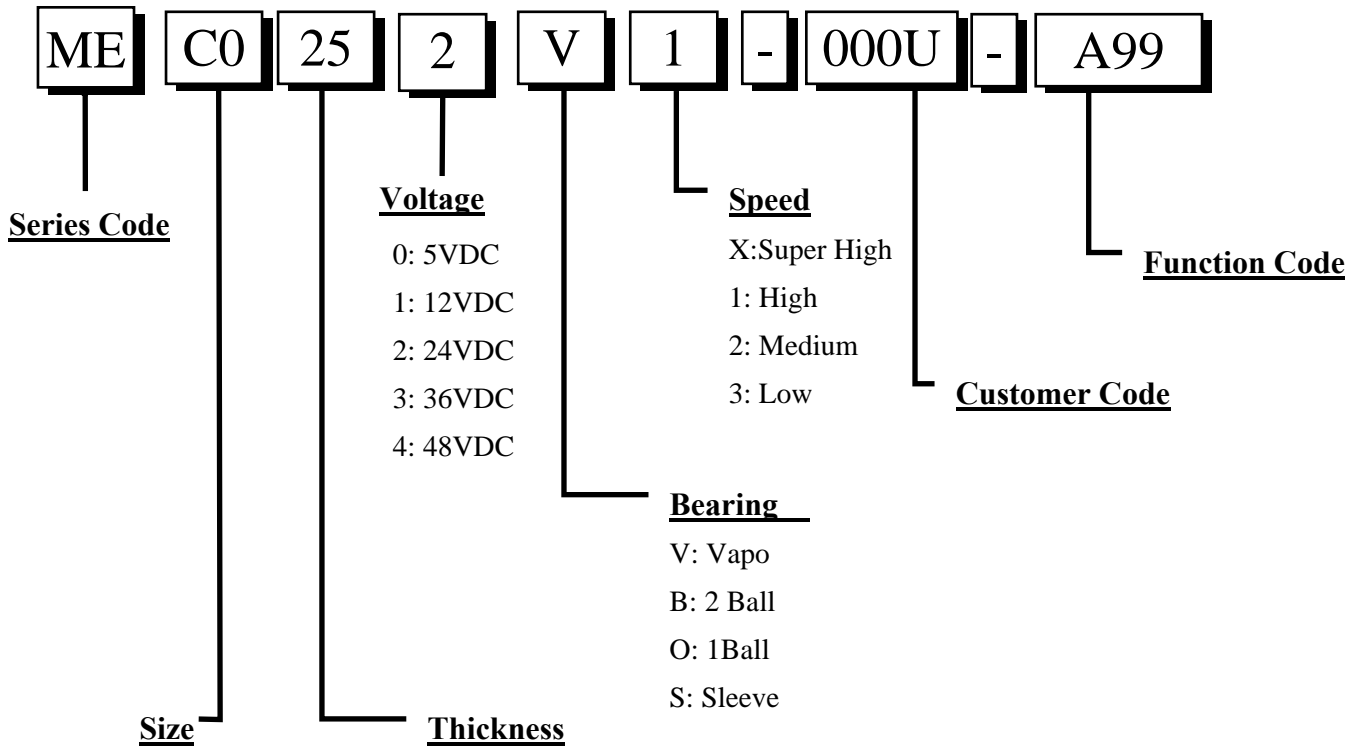 ME C0 25 2 V 1 - 000U - A99
Series Code
Voltage
0: 5VDC
1: 12VDC
2: 24VDC
3: 36VDC
4: 48VDC
Speed
X:Super High
1: High
2: Medium
3: Low
Function Code
Customer Code
Bearing
V: Vapo
B: 2 Ball
O: 1Ball
S: Sleeve
Size
Thickness